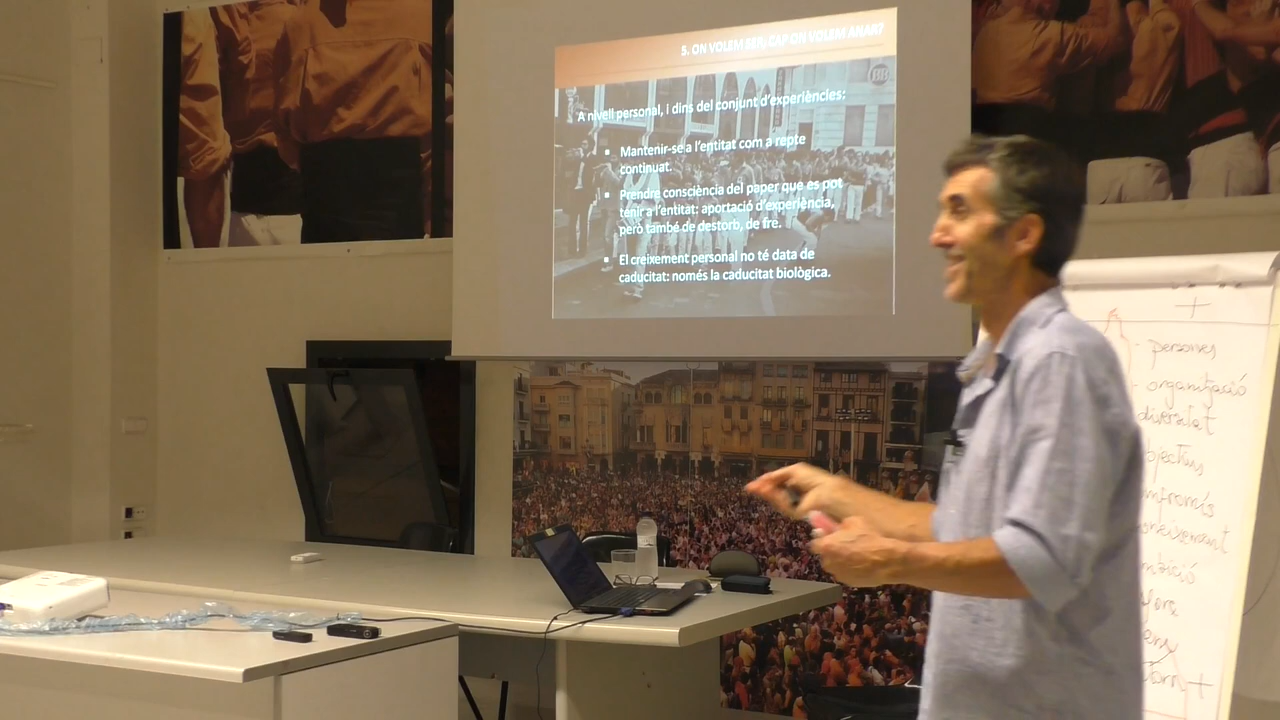 5. ON VOLEM SER, CAP ON VOLEM ANAR?
A nivell personal, i dins del conjunt d'experiències:
Mantenir-se a l'entitat com a repte
continuat.
Prendre consciència del paper que es pot
tenir a l'entitat: aportació d'experiència,
però també de destorb, de fre.
El creixement personal no té data de
caducitat: només la caducitat biològica.
+
- persones
- organització
diversitat